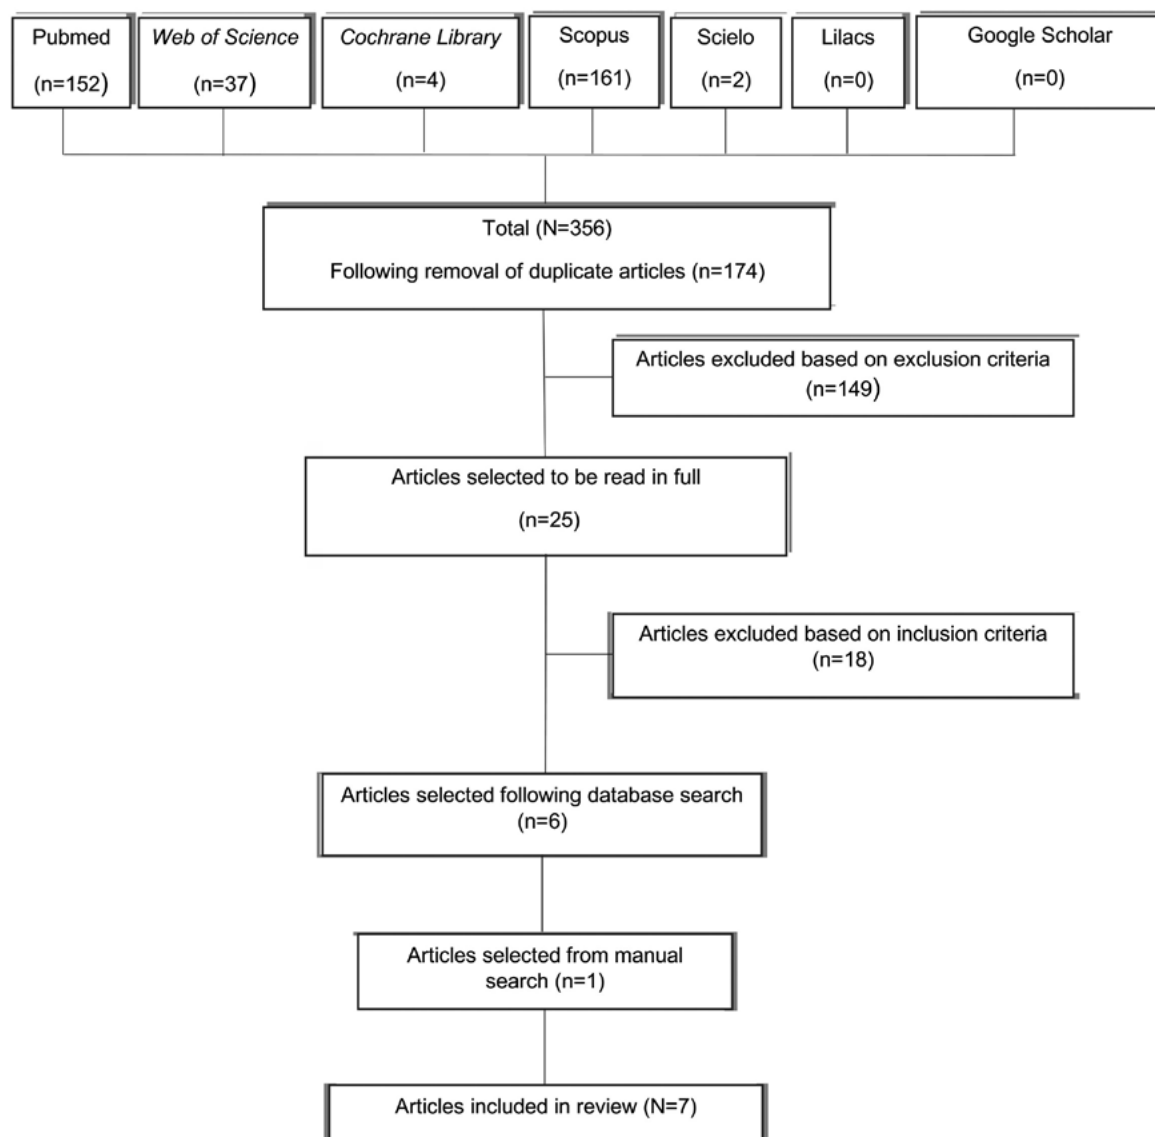 Pubmed
(n=152)
Web of Science
(n=37)
Cochrane Library
(n=4)
Scopus
(n=161)
Scielo
(n=2)
Lilacs
(n=0)
Google Scholar
(n=0)
Total (N=356)
Following removal of duplicate articles (n=174)
Articles excluded based on exclusion criteria
(n=149)
Articles selected to be read in full
(n=25)
Articles excluded based on inclusion criteria
(n=18)
Articles selected following database search
(n=6)
Articles selected from manual
search (n=1)
Articles included in review (N=7)